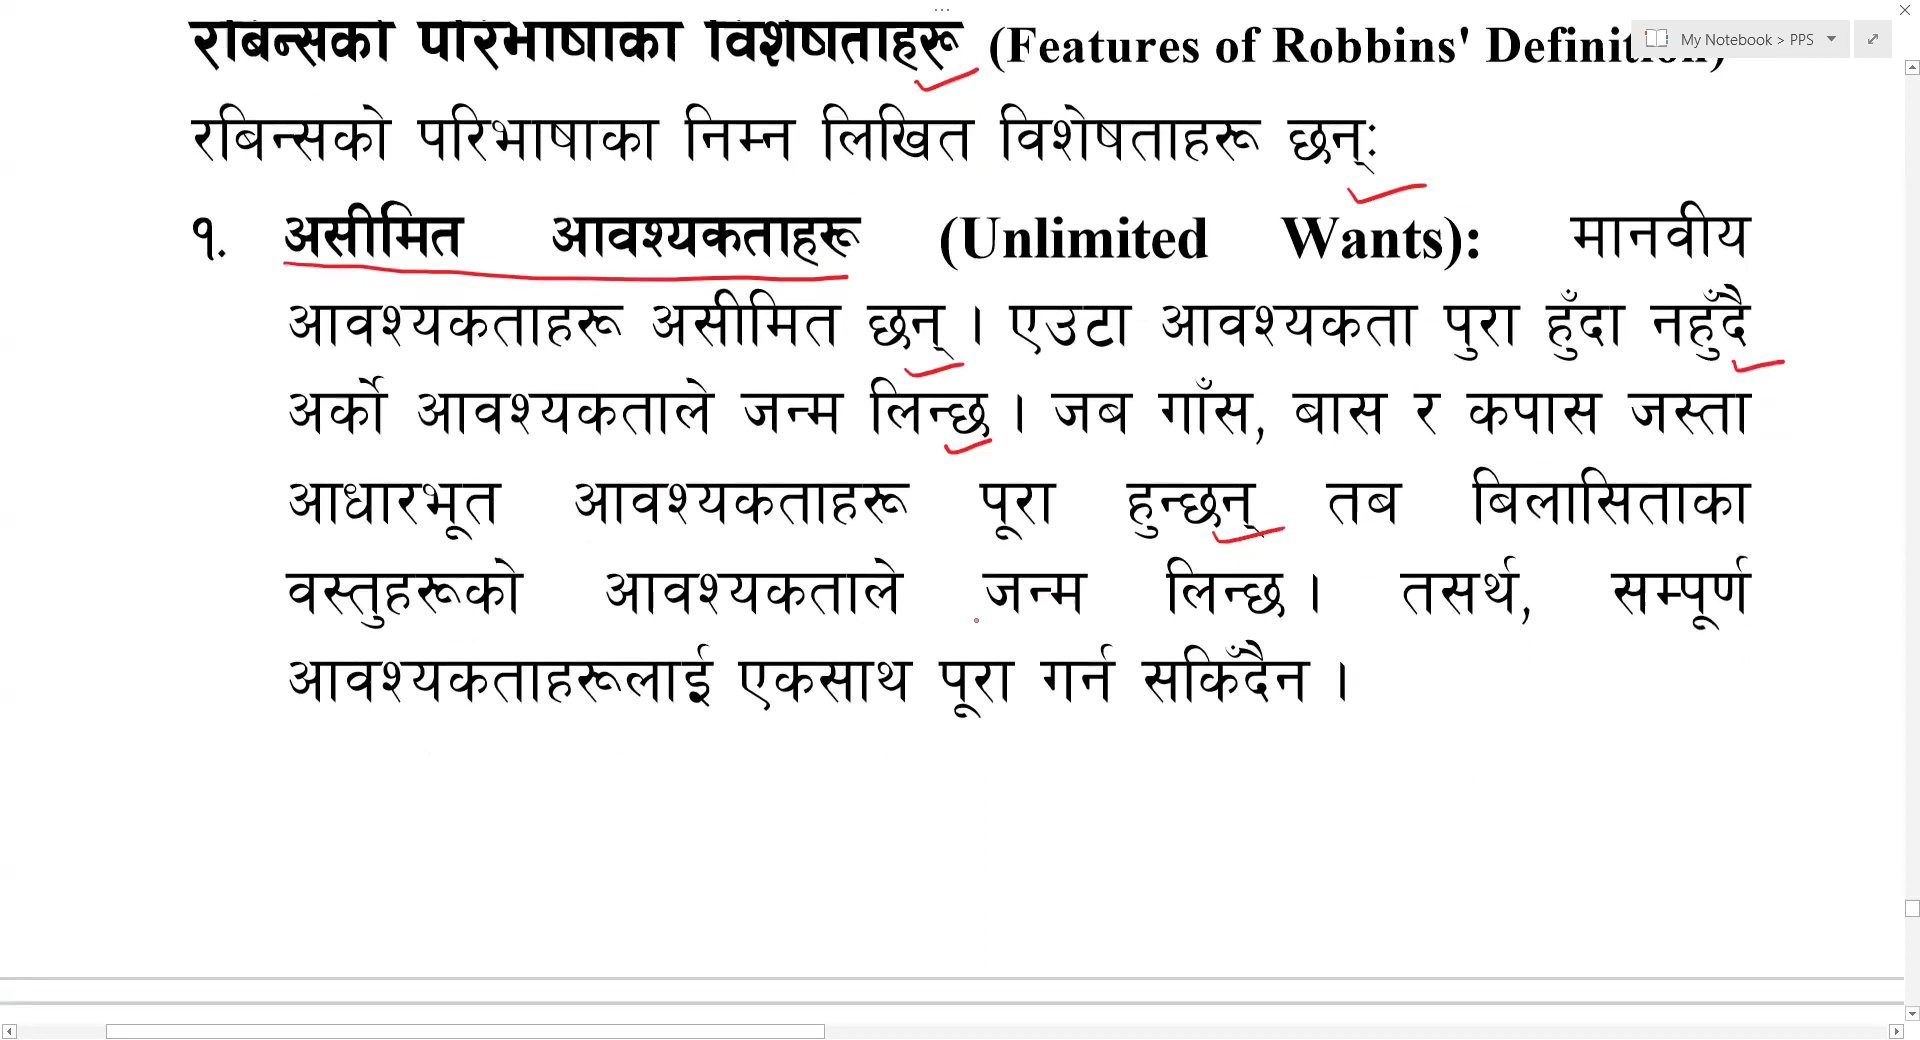 रबिन्सका परिभाषाका विशेषताहरू (Features of Robbins' Definition)
My Notebook > PPS
रबिन्सको परिभाषाका निम्न लिखित विशेषताहरू छन्ः
१. असीमित आवश्यकताहरू (Unlimited Wants): मानवीय
आवश्यकताहरू असीमित छन् । एउटा आवश्यकता पुरा हुँदा नहुँदै
अर्को आवश्यकताले जन्म लिन्छ । जब गाँस, बास र कपास जस्ता
आधारभूत आवश्यकताहरू पूरा हुन्छन् तब बिलासिताका
वस्तुहरूको आवश्यकताले जन्म लिन्छ । तसर्थ, सम्पूर्ण
आवश्यकताहरूलाई एकसाथ पूरा गर्न सकिँदैन ।